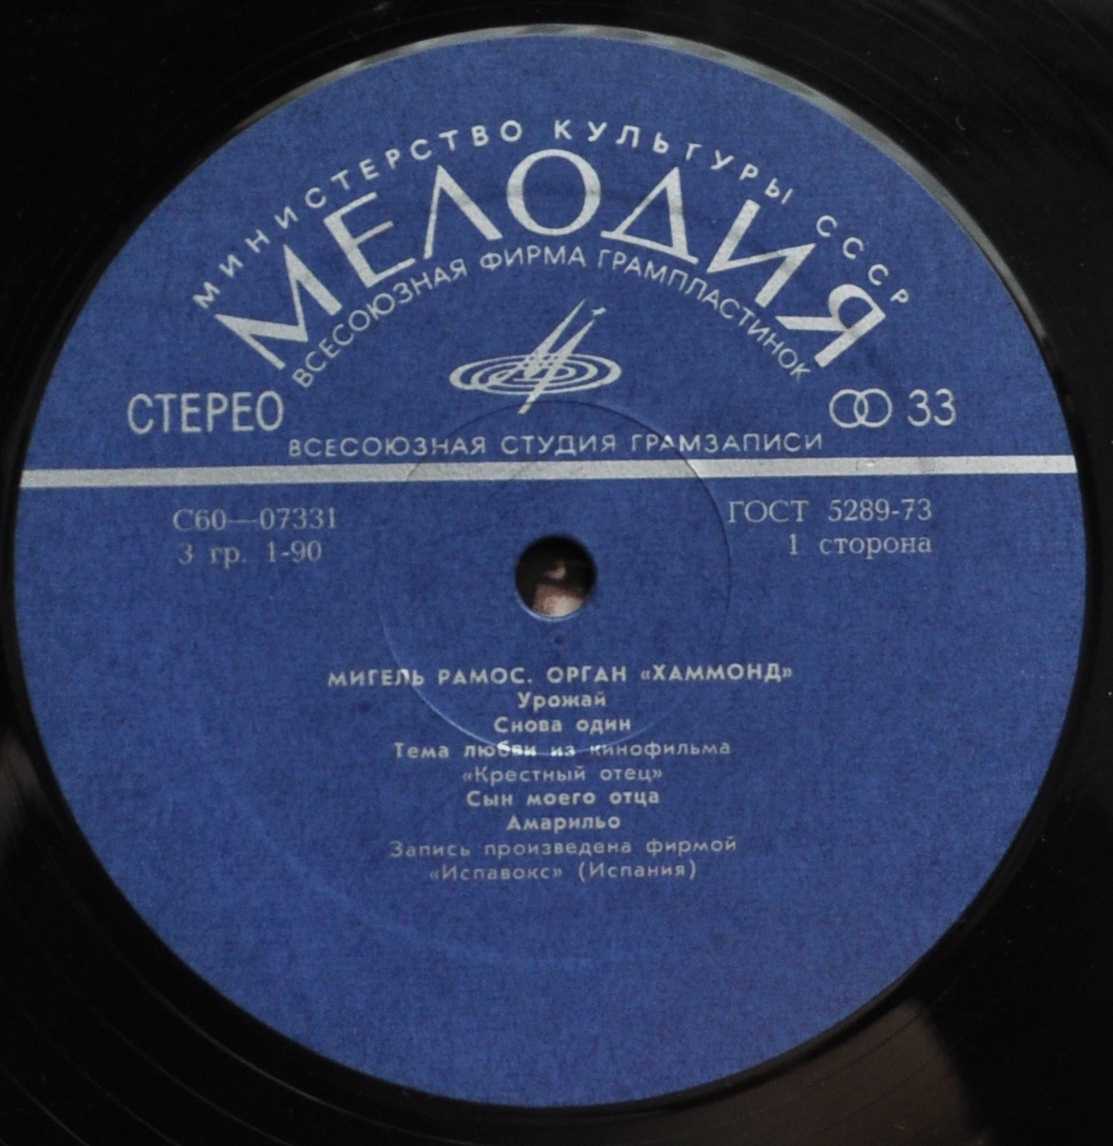 МИНИСТЕРСТВО КУЛЬТУРЫ СССР
МЕЛОДИЯ
ВСЕСОЮЗНАЯ ФИРМА ГРАМПЛАСТИНОК
СТЕРЕО
33
ВСЕСОЮЗНАЯ СТУДИЯ ГРАМЗАПИСИ
С60—07331
ГОСТ 5289-73
3 гр. 1-90
1 сторона
МИГЕЛЬ РАМОС. ОРГАН «ХАММОНД»
Урожай
Снова один
Тема любви из кинофильма
«Крестный отец»
Сын моего отца
Амарильо
Запись произведена фирмой
«Испавокс» (Испания)